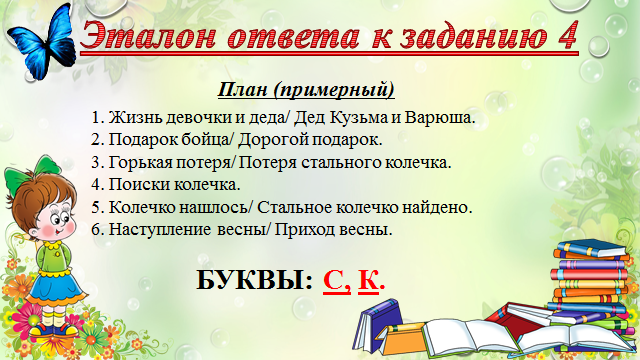 Эталон ответа к заданию 4
План (примерный)
1. Жизнь девочки и деда/ Дед Кузьма и Варюша.
2. Подарок бойца/ Дорогой подарок.
3. Горькая потеря/ Потеря стального колечка.
4. Поиски колечка.
5. Колечко нашлось/ Стальное колечко найдено.
6. Наступление весны/ Приход весны.
БУКВЫ: С, К.